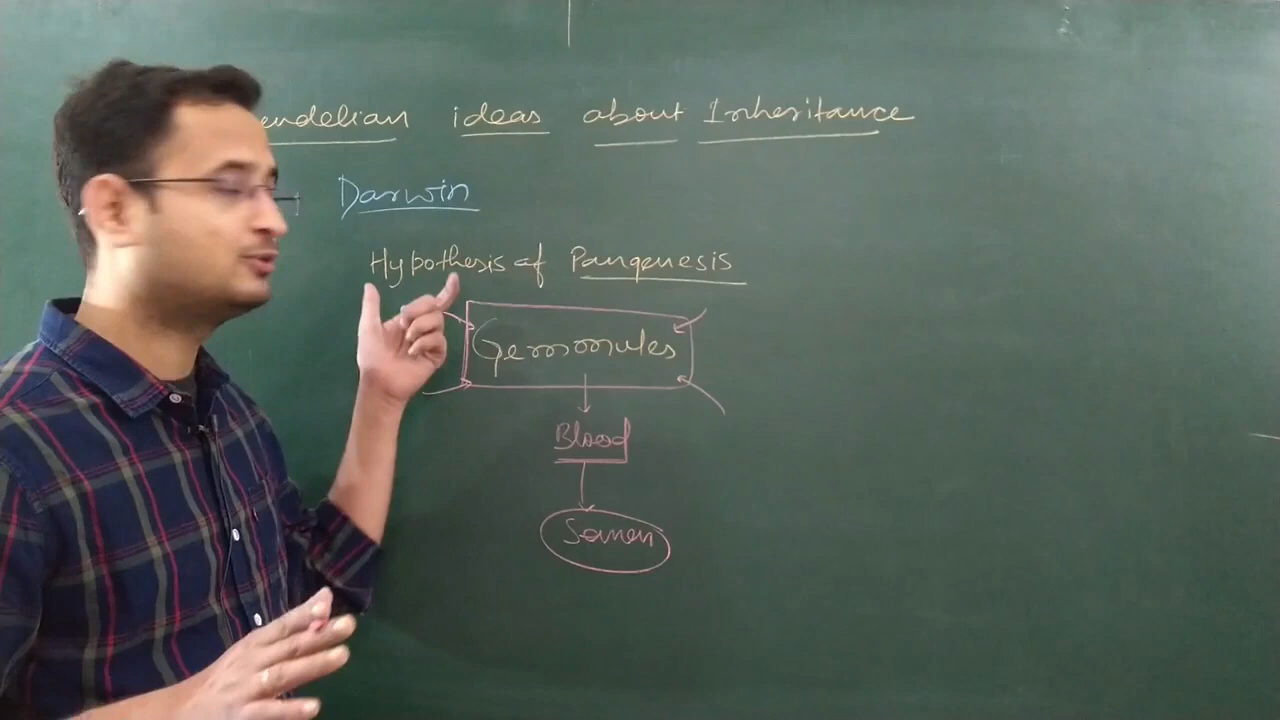 endelian ideas about Inheritance
Darwin
Hypothesis of Pangenesis
Gemmules
Blood
Semen